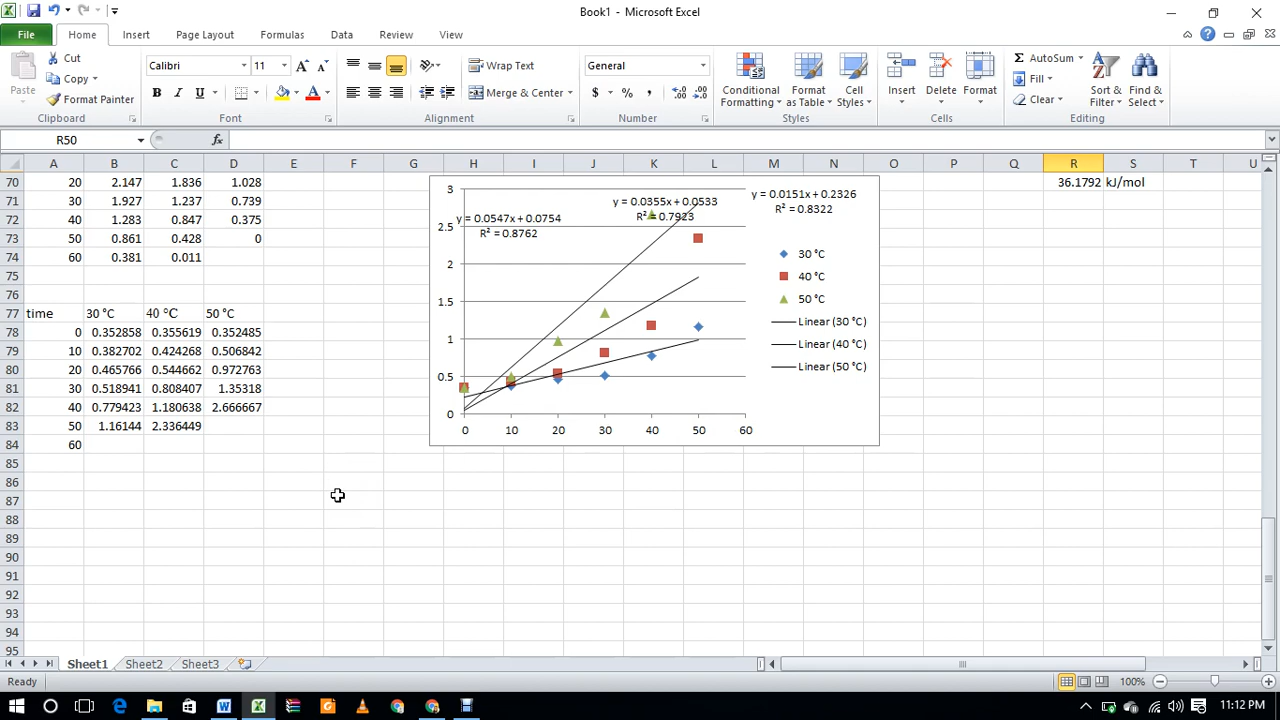 Book1 - Microsoft Excel
File Home Insert Page Layout Formulas Data Review View
Paste
Cut
Copy
Format Painter
Clipboard
Calibri 11
B I U
Font
Wrap Text
Merge & Center
Alignment
General
$ % ,
Number
Conditional Formatting
Format as Table
Cell Styles
Styles
Insert Delete Format
Cells
AutoSum
Fill
Clear
Sort & Filter
Find & Select
Editing
R50 fx
A B C D E F G H I J K L M N O P Q R S T U
70 20 2.147 1.836 1.028 36.1792 kJ/mol
71 30 1.927 1.237 0.739
72 40 1.283 0.847 0.375
73 50 0.861 0.428 0
74 60 0.381 0.011
75
76
77 time 30 °C 40 °C 50 °C
78 0 0.352858 0.355619 0.352485
79 10 0.382702 0.424268 0.506842
80 20 0.465766 0.544662 0.972763
81 30 0.518941 0.808407 1.35318
82 40 0.779423 1.180638 2.666667
83 50 1.16144 2.336449
84 60
85
86
87
88
89
90
91
92
93
94
95
3
2.5
2
1.5
1
0.5
0
0 10 20 30 40 50 60
y = 0.0547x + 0.0754
R² = 0.8762
y = 0.0355x + 0.0533
R² = 0.7923
y = 0.0151x + 0.2326
R² = 0.8322
30 °C
40 °C
50 °C
Linear (30 °C)
Linear (40 °C)
Linear (50 °C)
Sheet1 Sheet2 Sheet3
Ready 100%
11:12 PM